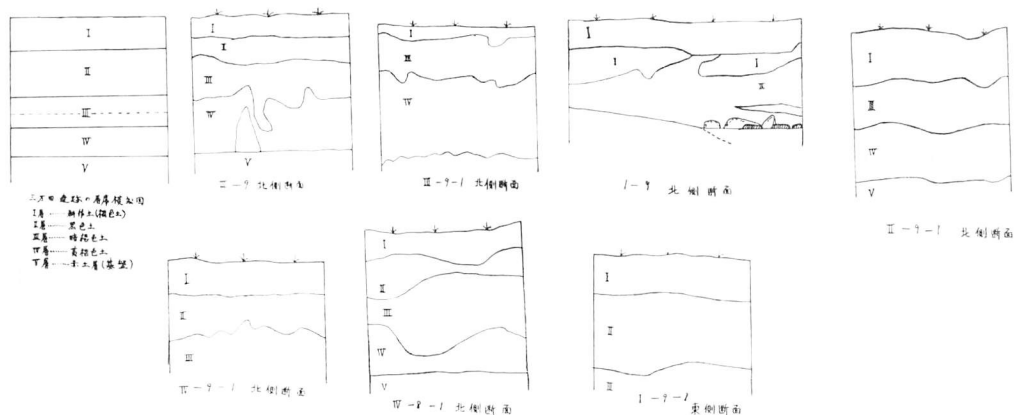 I
II
III
IV
V
三万田遺跡の層序模式図
I層……耕作土(褐色土)
II層……黒色土
III層……暗褐色土
IV層……黄褐色土
V層……赤土層(基盤)
I
II
III
IV
V
II-9 北側断面
I
III
IV
III-9-1 北側断面
I
I
I
II
I-9 北側断面
I
III
IV
V
II-9-1 北側断面
I
II
III
IV-9-1 北側断面
I
II
III
IV
V
IV-8-1 北側断面
I
II
III
I-9-1
東側断面